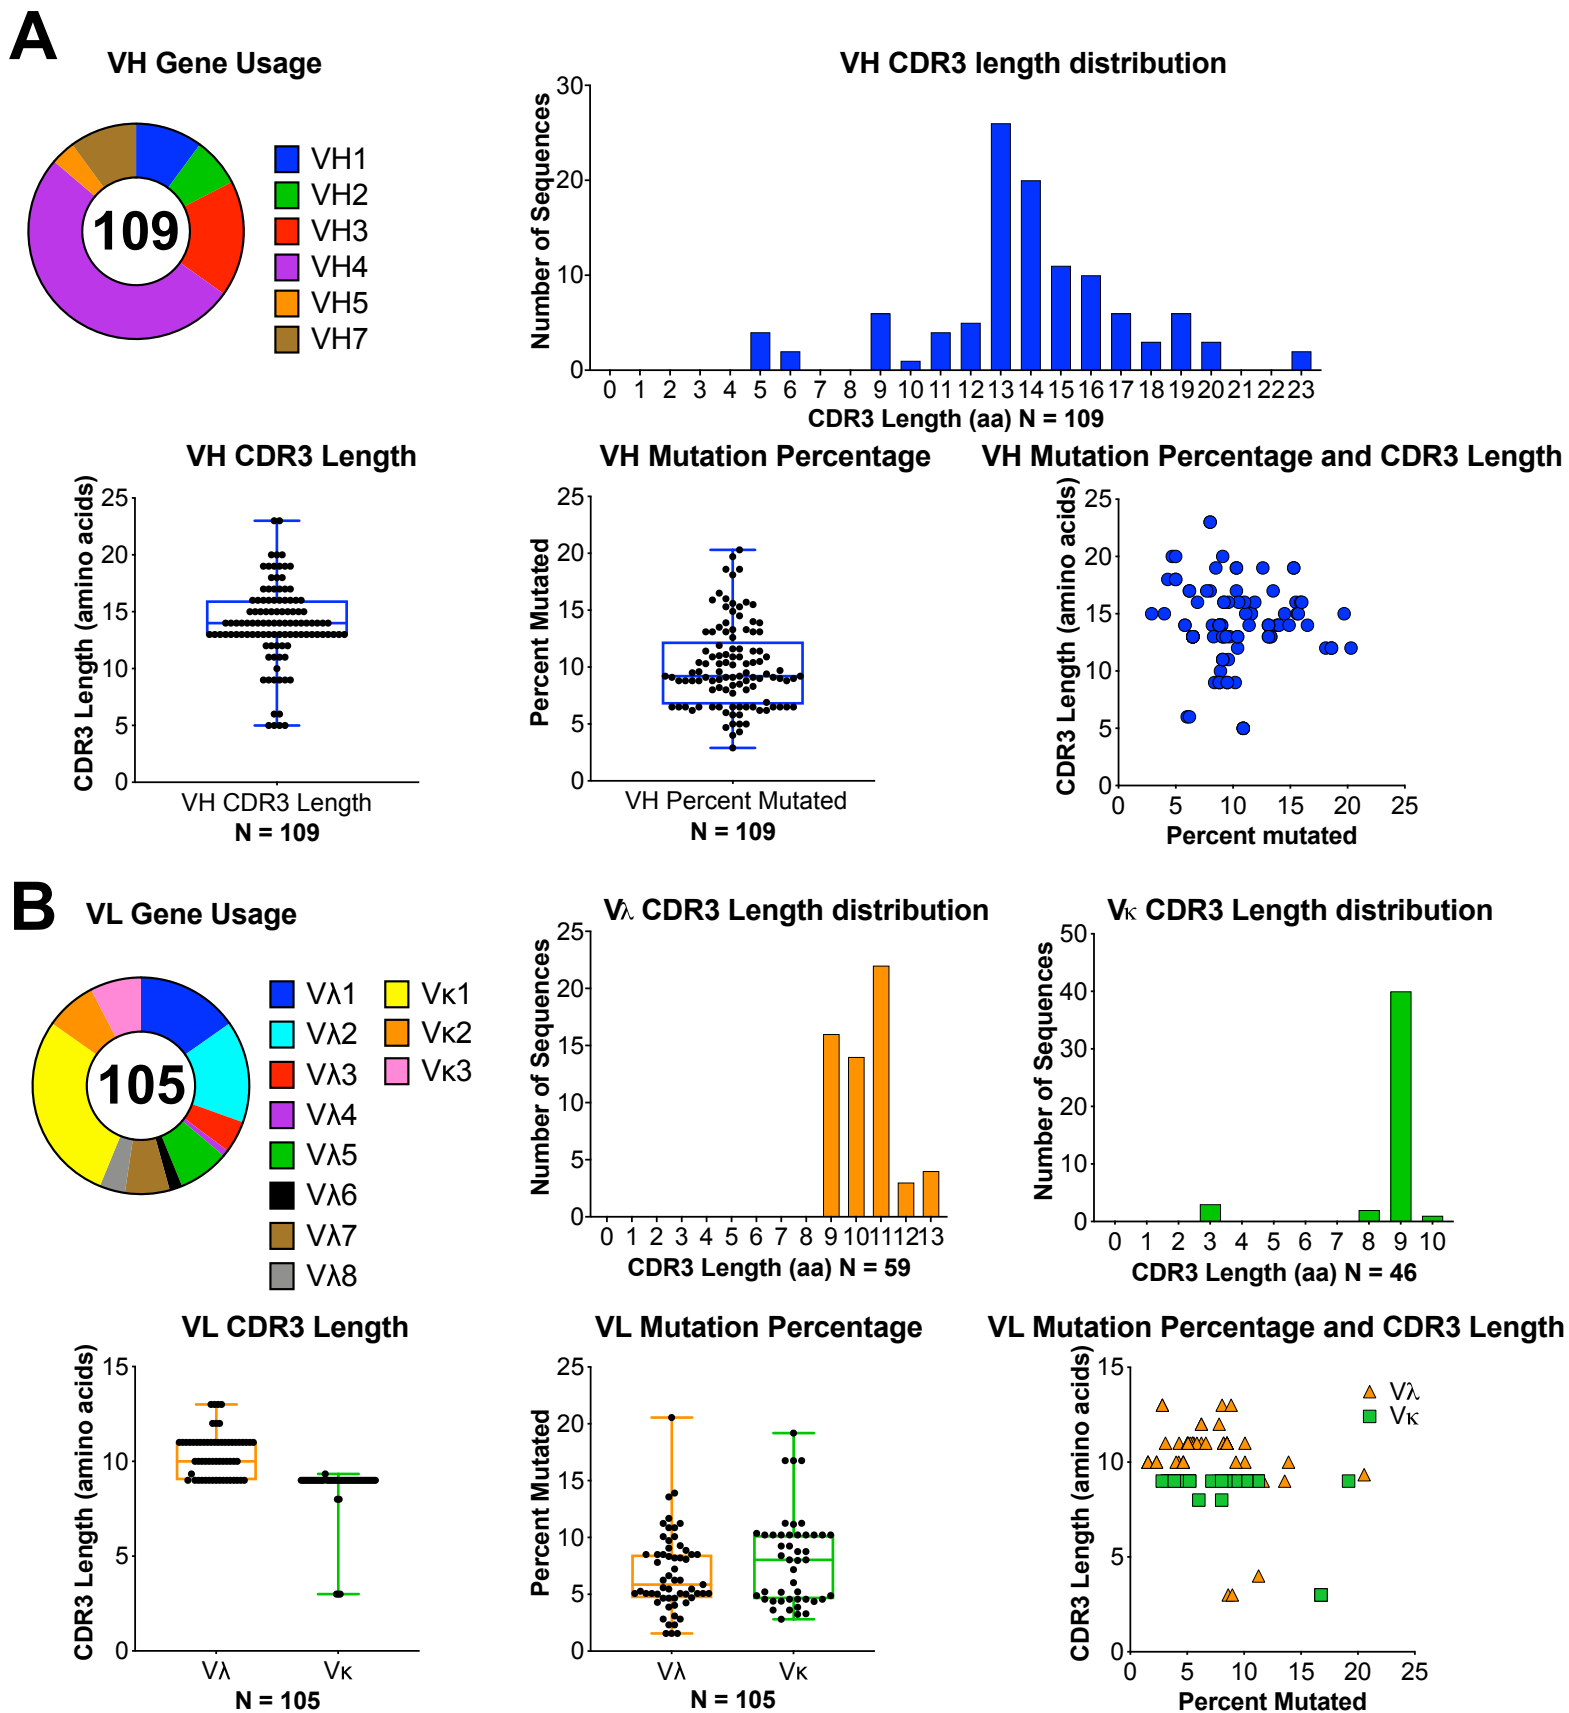 A
VH Gene Usage
109
VH1
VH2
VH3
VH4
VH5
VH7
VH CDR3 length distribution
Number of Sequences
30
20
10
0
0 1 2 3 4 5 6 7 8 9 10 11 12 13 14 15 16 17 18 19 20 21 22 23
CDR3 Length (aa) N = 109
VH CDR3 Length
CDR3 Length (amino acids)
25
20
15
10
5
0
VH CDR3 Length
N = 109
VH Mutation Percentage
Percent Mutated
25
20
15
10
5
0
VH Percent Mutated
N = 109
VH Mutation Percentage and CDR3 Length
CDR3 Length (amino acids)
25
20
15
10
5
0
0 5 10 15 20 25
Percent mutated
B
VL Gene Usage
105
Vλ1
Vλ2
Vλ3
Vλ4
Vλ5
Vλ6
Vλ7
Vλ8
Vκ1
Vκ2
Vκ3
Vλ CDR3 Length distribution
Number of Sequences
25
20
15
10
5
0
0 1 2 3 4 5 6 7 8 9 10 11 12 13
CDR3 Length (aa) N = 59
Vκ CDR3 Length distribution
Number of Sequences
50
40
30
20
10
0
0 1 2 3 4 5 6 7 8 9 10
CDR3 Length (aa) N = 46
VL CDR3 Length
CDR3 Length (amino acids)
15
10
5
0
Vλ Vκ
N = 105
VL Mutation Percentage
Percent Mutated
25
20
15
10
5
0
Vλ Vκ
N = 105
VL Mutation Percentage and CDR3 Length
CDR3 Length (amino acids)
15
10
5
0
Vλ
Vκ
0 5 10 15 20 25
Percent Mutated